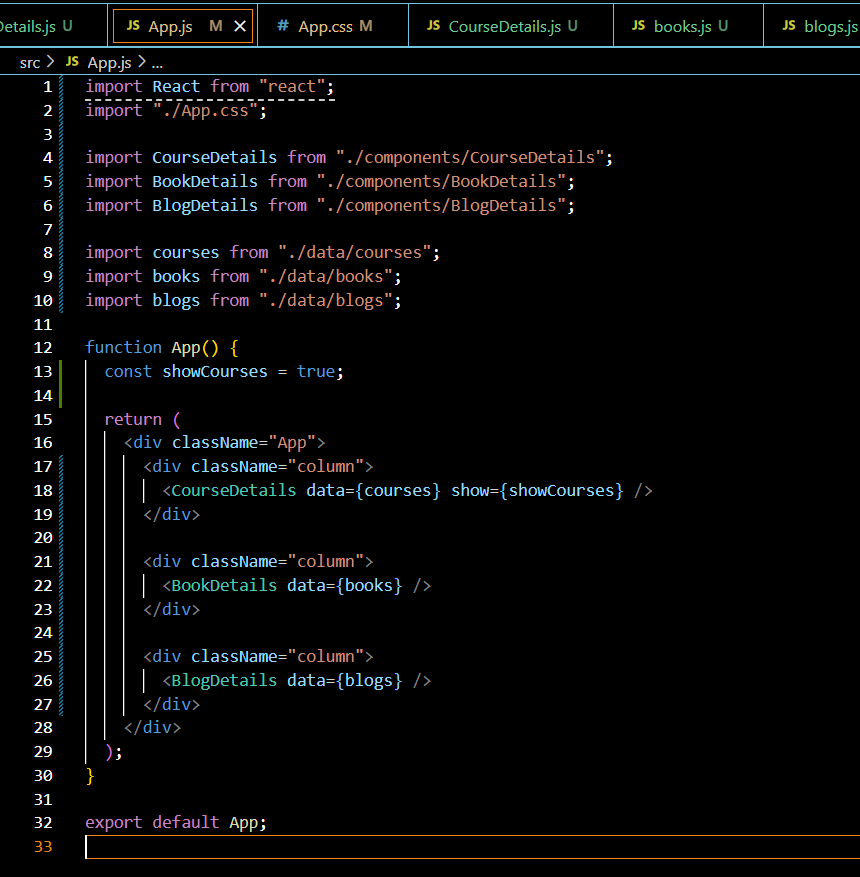 Details.js U JS App.js M × # App.css M JS CourseDetails.js U JS books.js U JS blogs.js
src > JS App.js > ...
1 import React from "react";
2 import "./App.css";
3
4 import CourseDetails from "./components/CourseDetails";
5 import BookDetails from "./components/BookDetails";
6 import BlogDetails from "./components/BlogDetails";
7
8 import courses from "./data/courses";
9 import books from "./data/books";
10 import blogs from "./data/blogs";
11
12 function App() {
13 const showCourses = true;
14
15 return (
16 <div className="App">
17 <div className="column">
18 <CourseDetails data={courses} show={showCourses} />
19 </div>
20
21 <div className="column">
22 <BookDetails data={books} />
23 </div>
24
25 <div className="column">
26 <BlogDetails data={blogs} />
27 </div>
28 </div>
29 );
30 }
31
32 export default App;
33